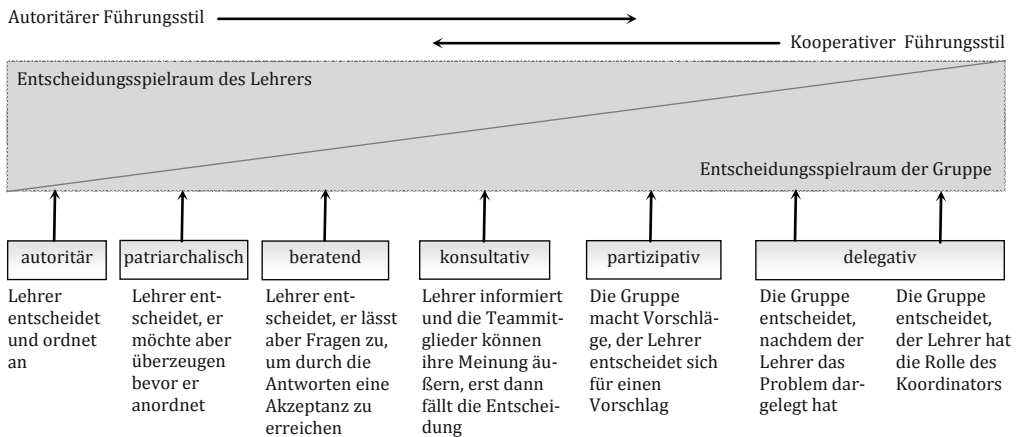 Autoritärer Führungsstil
Kooperativer Führungsstil
Entscheidungsspielraum des Lehrers
Entscheidungsspielraum der Gruppe
autoritär
Lehrer
entscheidet
und ordnet
an
patriarchalisch
Lehrer ent-
scheidet, er
möchte aber
überzeugen
bevor er
anordnet
beratend
Lehrer ent-
scheidet, er lässt
aber Fragen zu,
um durch die
Antworten eine
Akzeptanz zu
erreichen
konsultativ
Lehrer informiert
und die Teammit-
glieder können
ihre Meinung äu-
ßern, erst dann
fällt die Entschei-
dung
partizipativ
Die Gruppe
macht Vorschlä-
ge, der Lehrer
entscheidet sich
für einen
Vorschlag
delegativ
Die Gruppe
entscheidet,
nachdem der
Lehrer das
Problem dar-
gelegt hat
Die Gruppe
entscheidet,
der Lehrer hat
die Rolle des
Koordinators